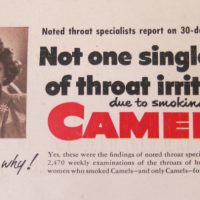 Noted throat specialists report on 30-da
Not one single
of throat irrit
due to smokin
CAMEL
why!
Yes, these were the findings of noted throat speci
2,470 weekly examinations of the throats of h
women who smoked Camels—and only Camels—fo